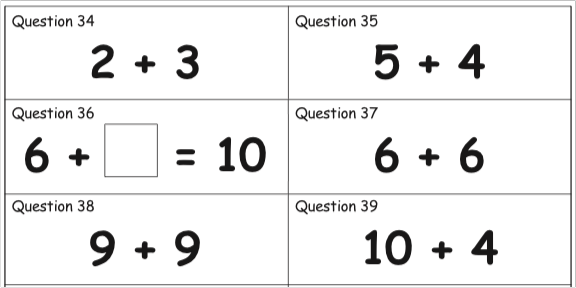 Question 34
2 + 3
Question 35
5 + 4
Question 36
6 + = 10
Question 37
6 + 6
Question 38
9 + 9
Question 39
10 + 4